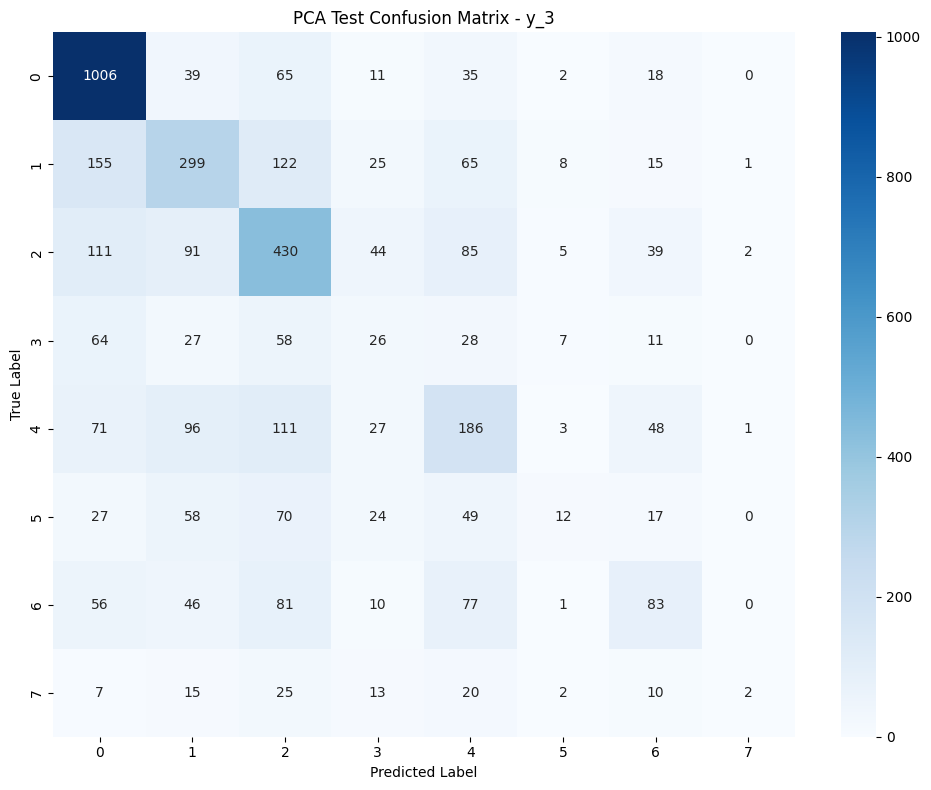 PCA Test Confusion Matrix - y_3
True Label
0 1006 39 65 11 35 2 18 0
1 155 299 122 25 65 8 15 1
2 111 91 430 44 85 5 39 2
3 64 27 58 26 28 7 11 0
4 71 96 111 27 186 3 48 1
5 27 58 70 24 49 12 17 0
6 56 46 81 10 77 1 83 0
7 7 15 25 13 20 2 10 2
0 1 2 3 4 5 6 7
Predicted Label
1000
800
600
400
200
0